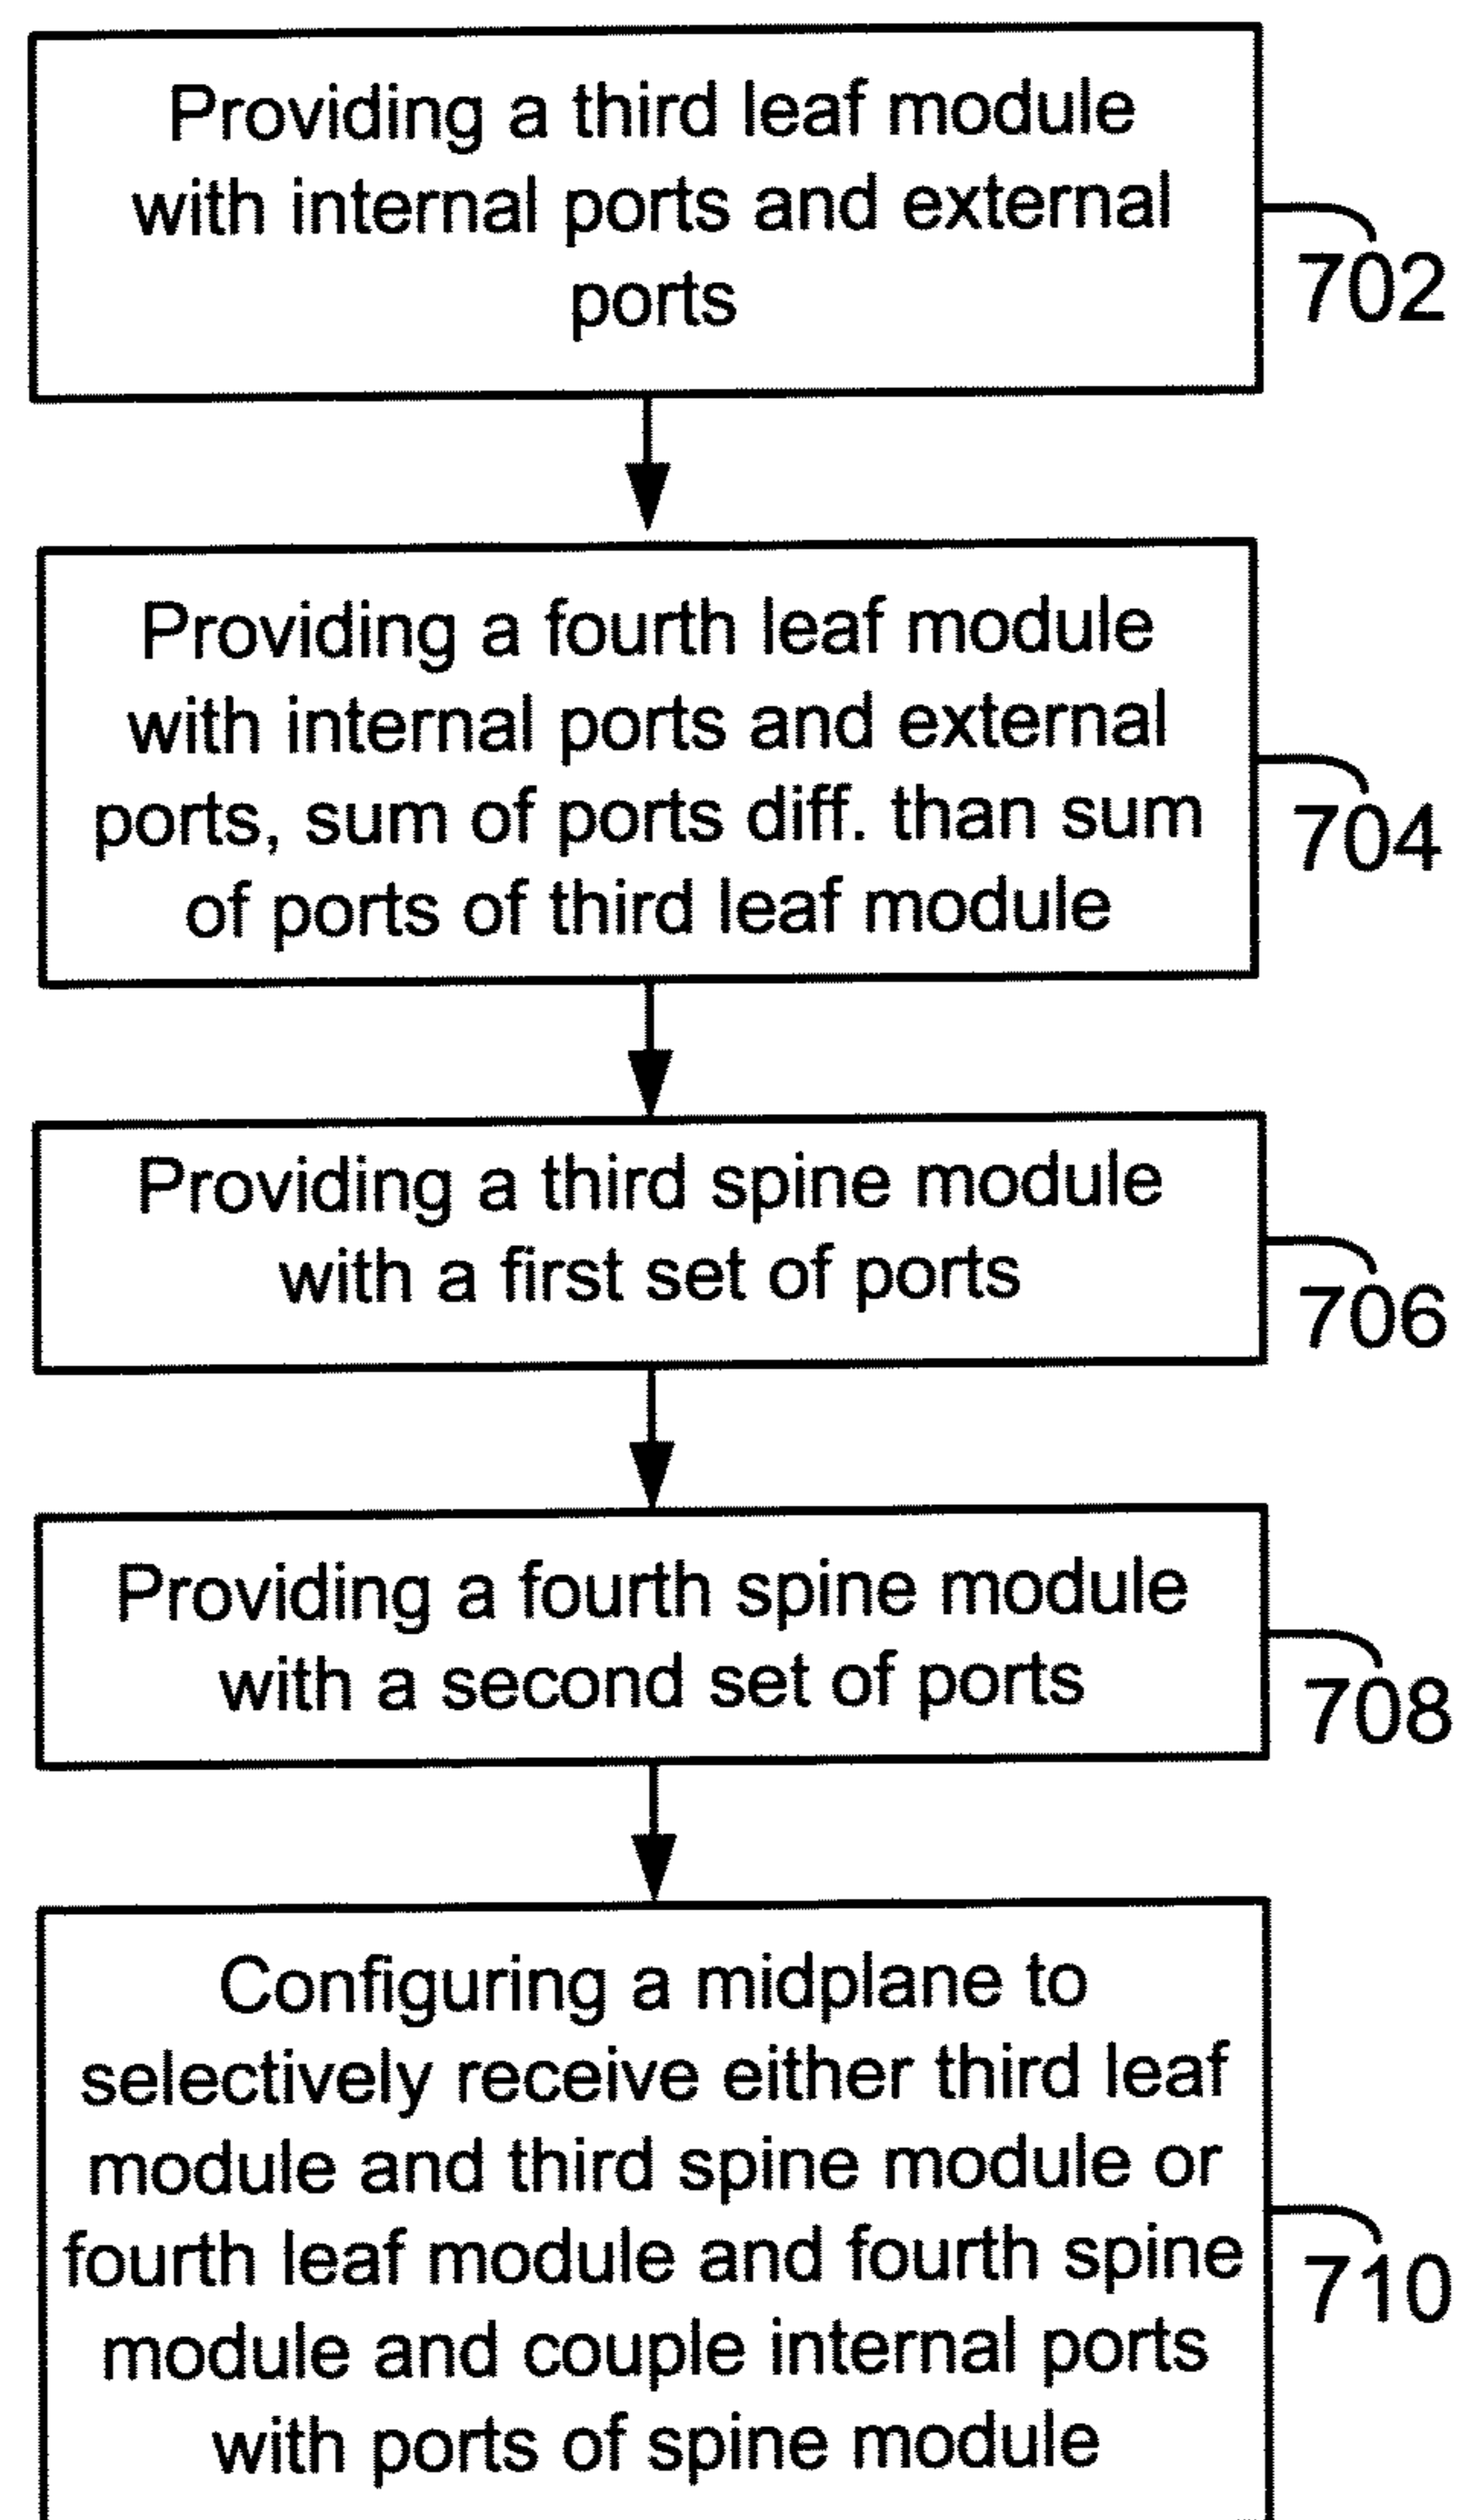 Providing a third leaf module
with internal ports and external
ports
702
Providing a fourth leaf module
with internal ports and external
ports, sum of ports diff. than sum
of ports of third leaf module
704
Providing a third spine module
with a first set of ports
706
Providing a fourth spine module
with a second set of ports
708
Configuring a midplane to
selectively receive either third leaf
module and third spine module or
fourth leaf module and fourth spine
module and couple internal ports
with ports of spine module
710